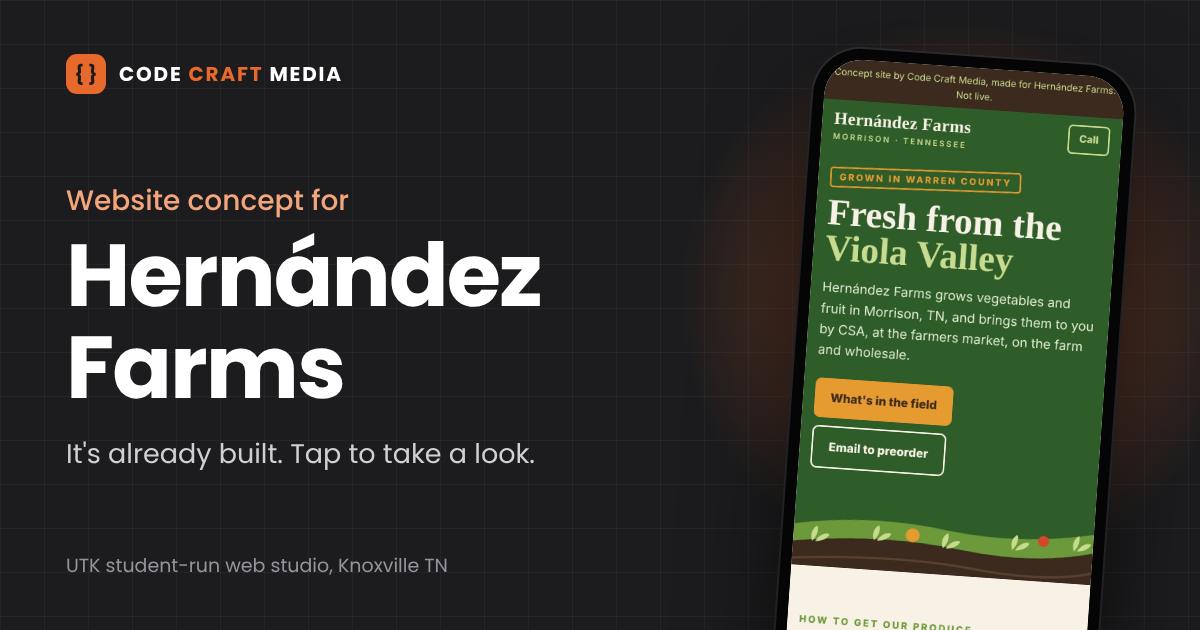 { } CODE CRAFT MEDIA
Website concept for
Hernández
Farms
It's already built. Tap to take a look.
UTK student-run web studio, Knoxville TN
Concept site by Code Craft Media, made for Hernández Farms.
Not live.
Hernández Farms
MORRISON · TENNESSEE
Call
GROWN IN WARREN COUNTY
Fresh from the
Viola Valley
Hernández Farms grows vegetables and
fruit in Morrison, TN, and brings them to you
by CSA, at the farmers market, on the farm
and wholesale.
What's in the field
Email to preorder
HOW TO GET OUR PRODUCE